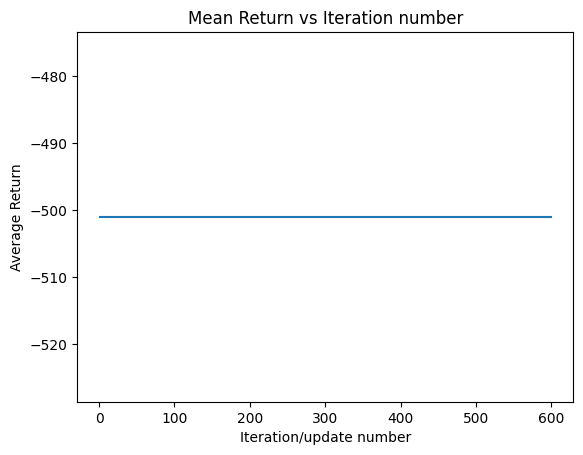 Mean Return vs Iteration number
Average Return
−480
−490
−500
−510
−520
0 100 200 300 400 500 600
Iteration/update number